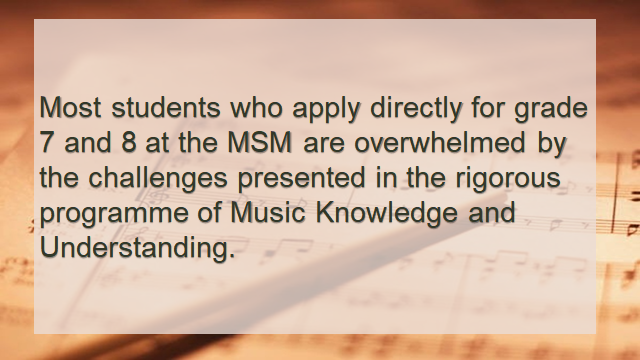 Most students who apply directly for grade
7 and 8 at the MSM are overwhelmed by
the challenges presented in the rigorous
programme of Music Knowledge and
Understanding.